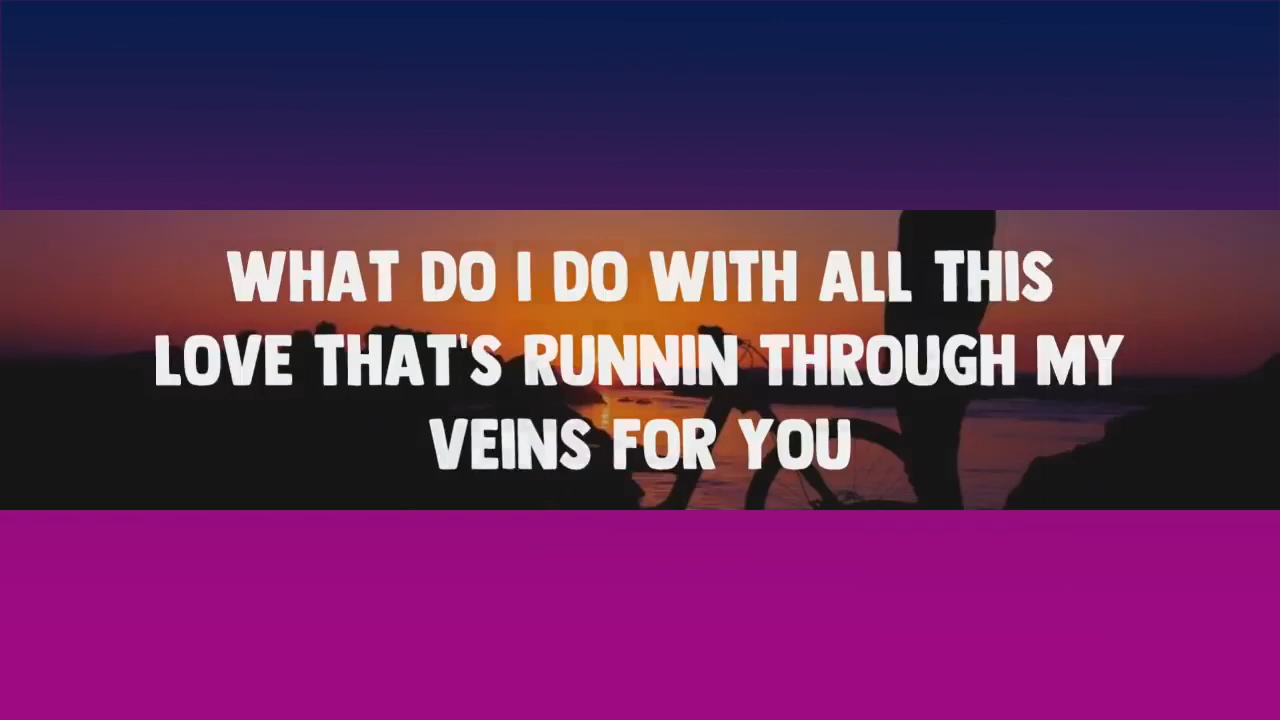 WHAT DO I DO WITH ALL THIS
LOVE THAT'S RUNNIN THROUGH MY
VEINS FOR YOU